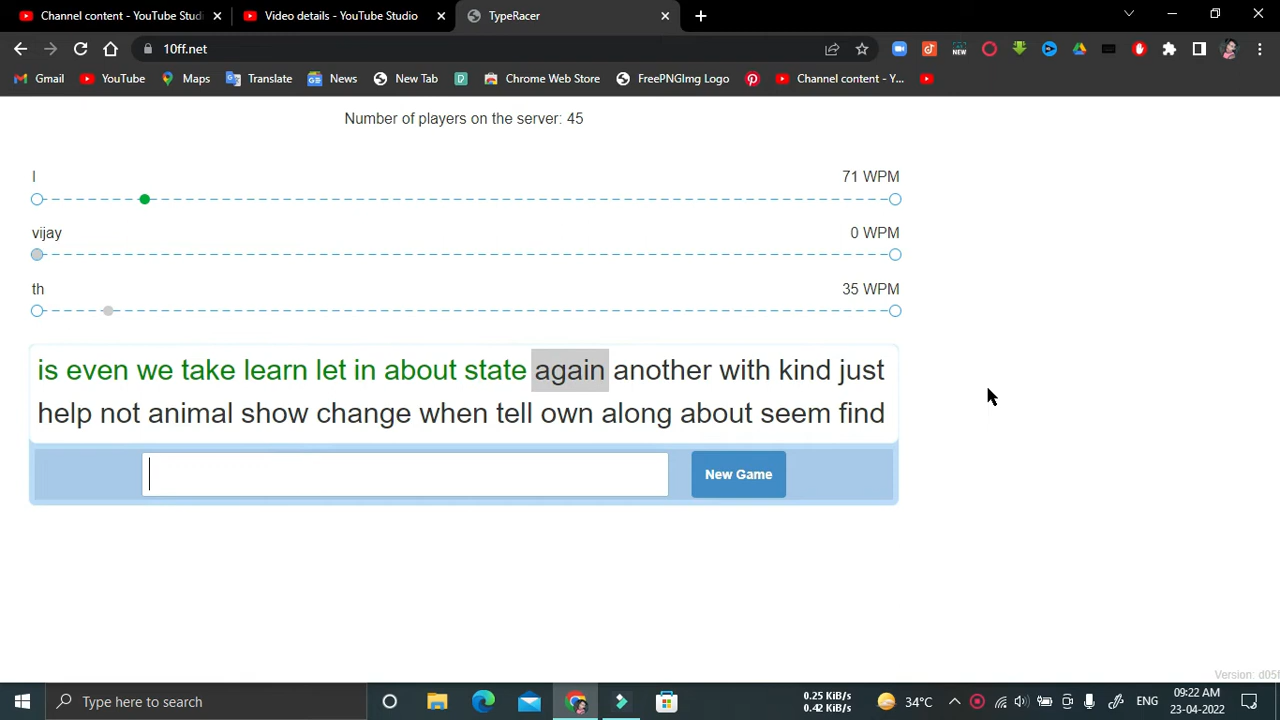 Channel content - YouTube Studi
Video details - YouTube Studio
TypeRacer
10ff.net
NEW
Gmail
YouTube
Maps
Translate
News
New Tab
Chrome Web Store
FreePNGImg Logo
Channel content - Y...
Number of players on the server: 45
I
71 WPM
vijay
0 WPM
th
35 WPM
is even we take learn let in about state again another with kind just
help not animal show change when tell own along about seem find
New Game
Version: d05f
Type here to search
0.25 KiB/s
0.42 KiB/s
34°C
ENG
09:22 AM
23-04-2022